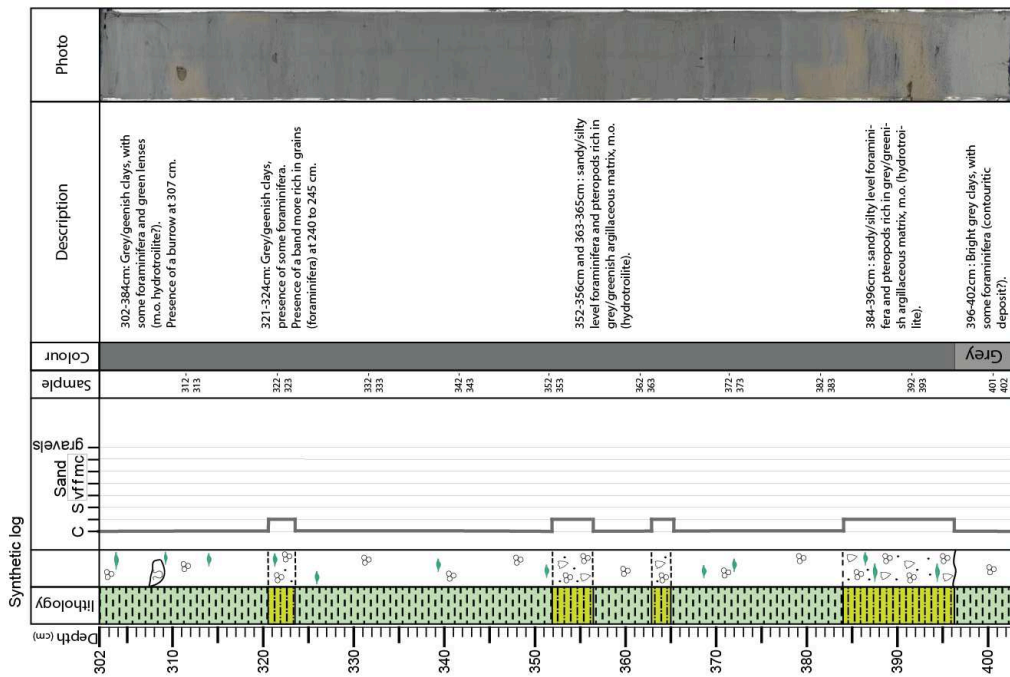 Synthetic log
Depth (cm)
lithology
C
S
vf f m c
Sand
gravels
Sample
Colour
Description
Photo
302
310
320
330
340
350
360
370
380
390
400
312-
313
322-
323
332-
333
342-
343
352-
355
362-
363
372-
373
382-
383
392-
393
401-
402
Grey
302-384cm: Grey/geenish clays, with
some foraminifera and green lenses
(m.o. hydrotroilite?).
Presence of a burrow at 307 cm.
321-324cm: Grey/geenish clays,
presence of some foraminifera.
Presence of a band more rich in grains
(foraminifera) at 240 to 245 cm.
352-356cm and 363-365cm : sandy/silty
level foraminifera and pteropods rich in
grey/greenish argillaceous matrix, m.o.
(hydrotroilite).
384-396cm : sandy/silty level foramini-
fera and pteropods rich in grey/greeni-
sh argillaceous matrix, m.o. (hydrotroi-
lite).
396-402cm : Bright grey clays, with
some foraminifera (contouritic
deposit?).